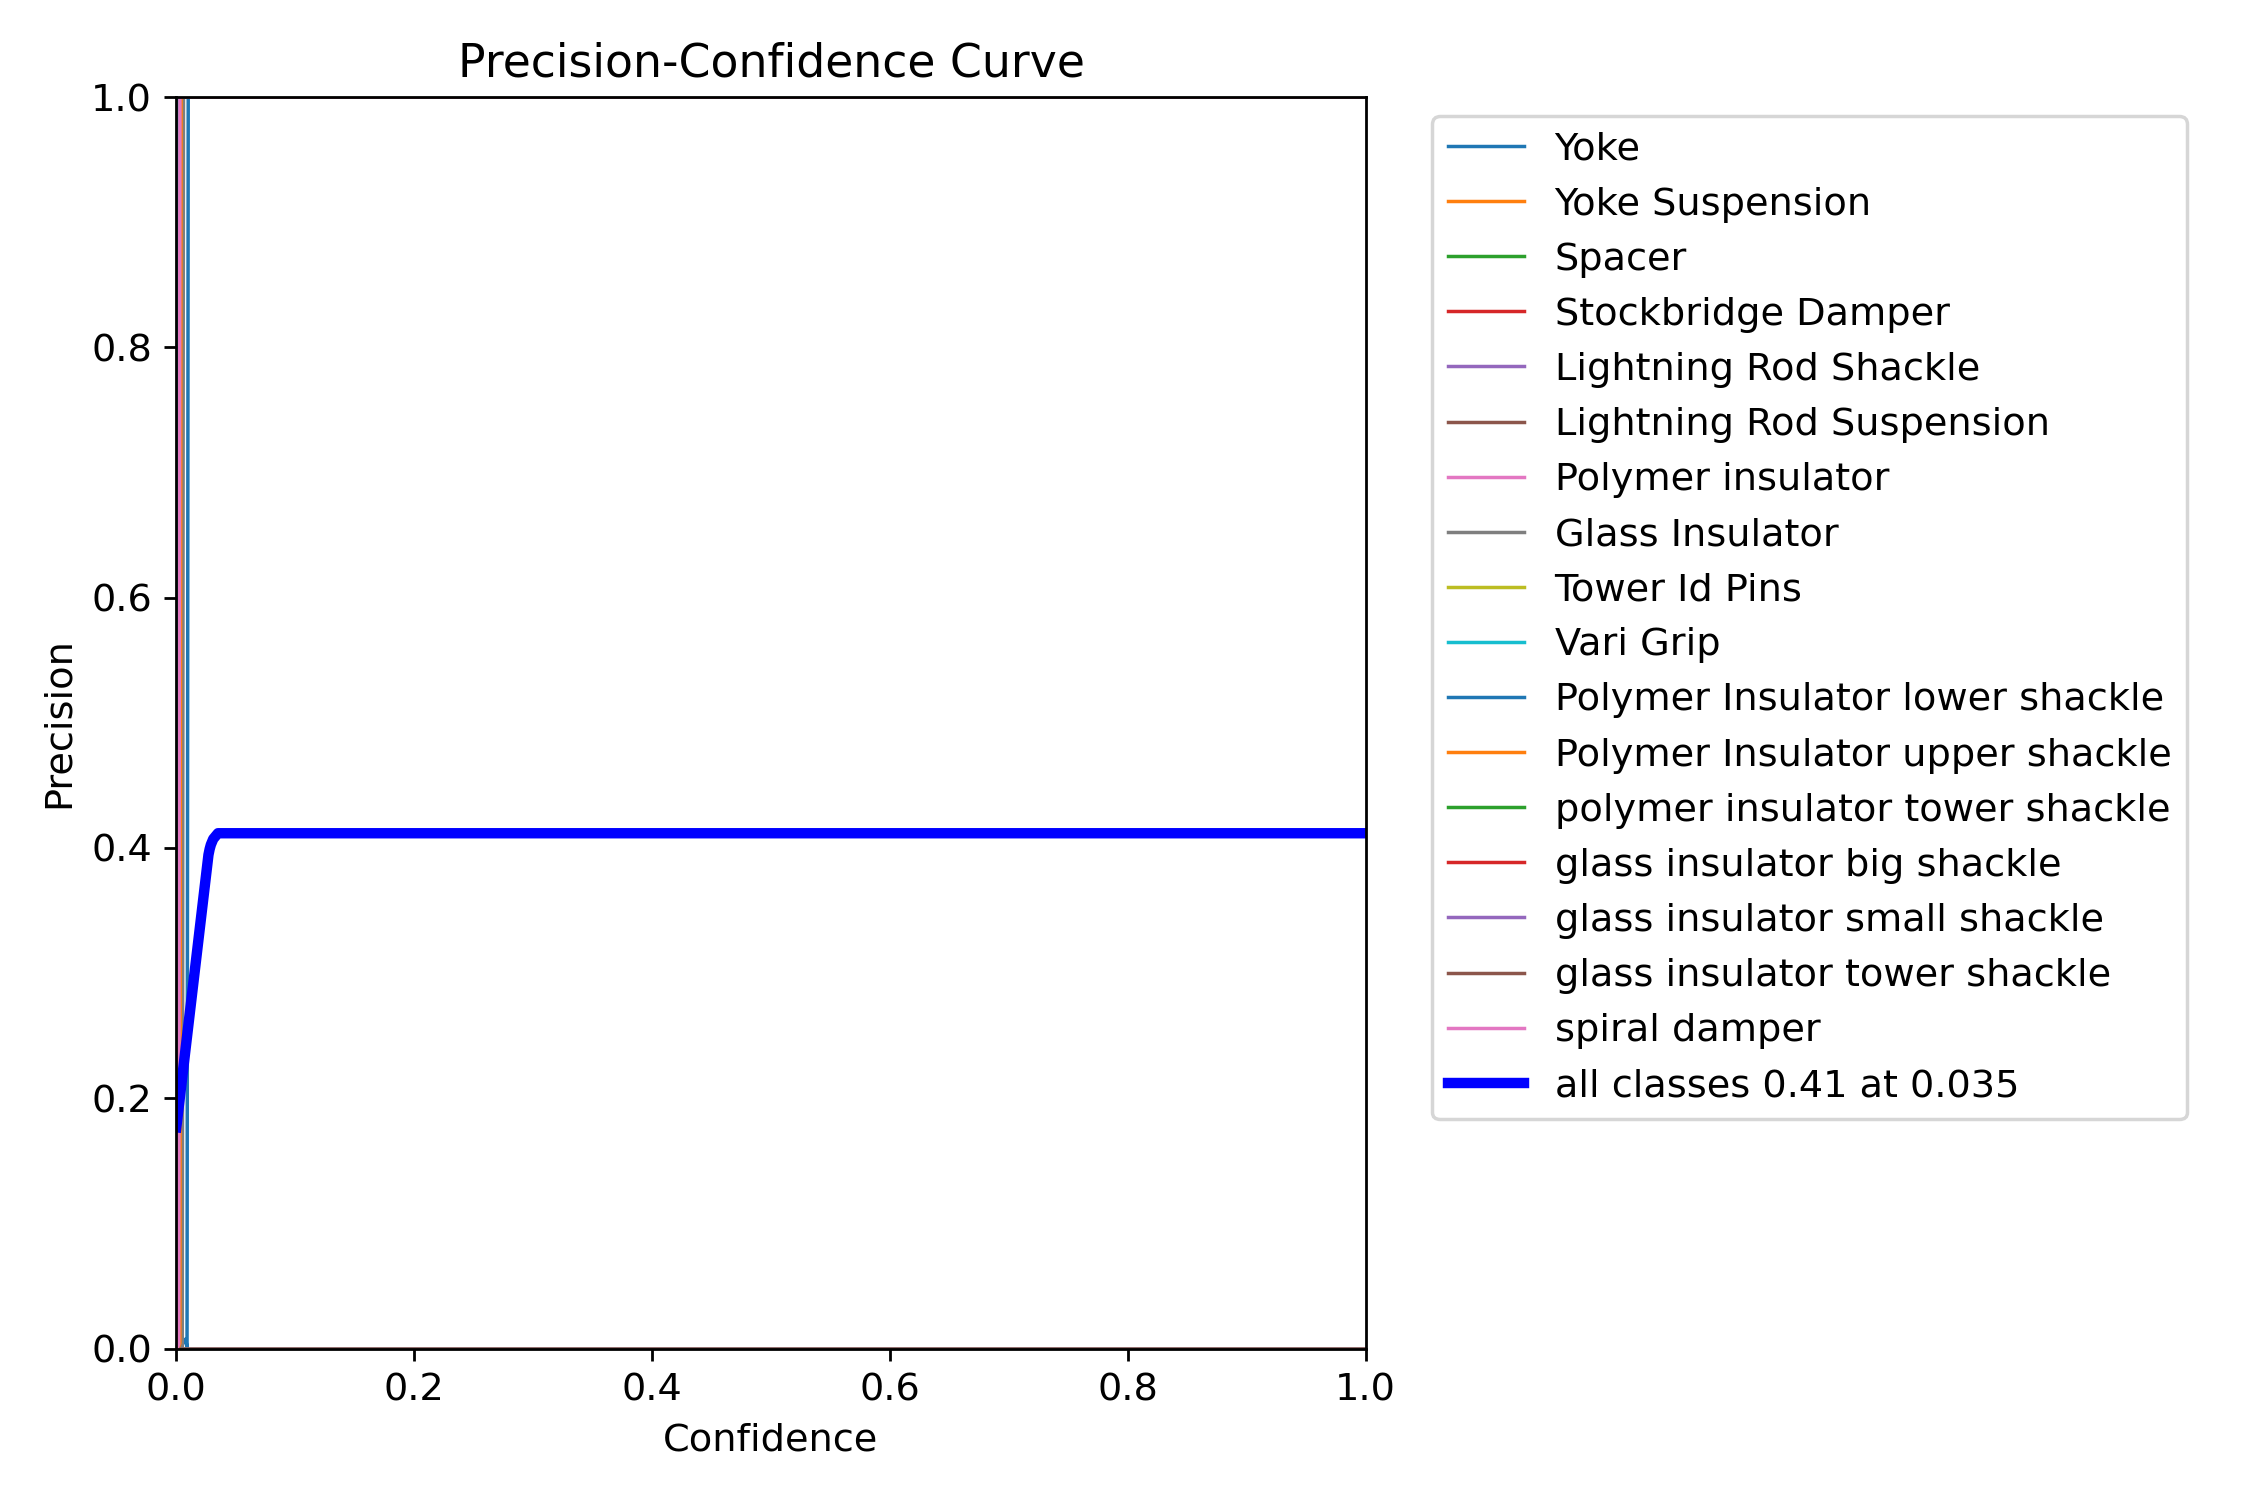 Precision-Confidence Curve
1.0
0.8
0.6
0.4
0.2
0.0
Precision
0.0 0.2 0.4 0.6 0.8 1.0
Confidence
Yoke
Yoke Suspension
Spacer
Stockbridge Damper
Lightning Rod Shackle
Lightning Rod Suspension
Polymer insulator
Glass Insulator
Tower Id Pins
Vari Grip
Polymer Insulator lower shackle
Polymer Insulator upper shackle
polymer insulator tower shackle
glass insulator big shackle
glass insulator small shackle
glass insulator tower shackle
spiral damper
all classes 0.41 at 0.035